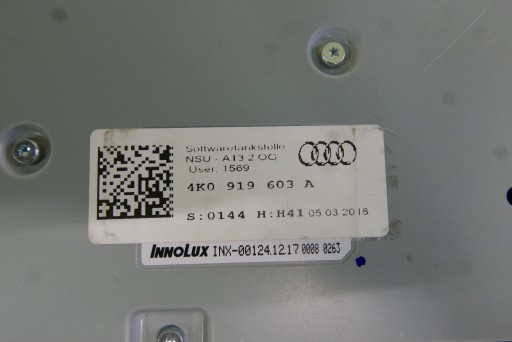 Softwaretankstelle
NSU - A13 2 OG
User: 1569
4K0 919 603 A
S:0144 H:H41 05 03 2018
INNOLUX INX-00124.12.17 0008 0263